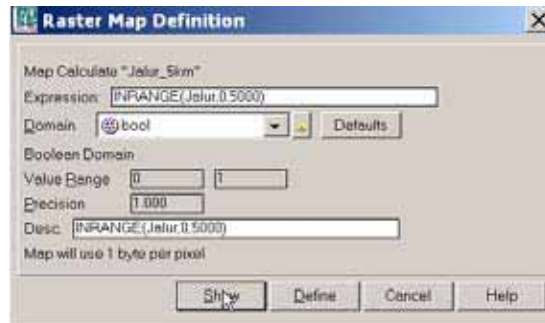 Raster Map Definition
Map Calculate "Jalur_5km"
Expression: INRANGE(Jalur,0,5000)
Domain bool Defaults
Boolean Domain
Value Range 0 1
Precision 1.000
Desc: INRANGE(Jalur,0,5000)
Map will use 1 byte per pixel
Show Define Cancel Help